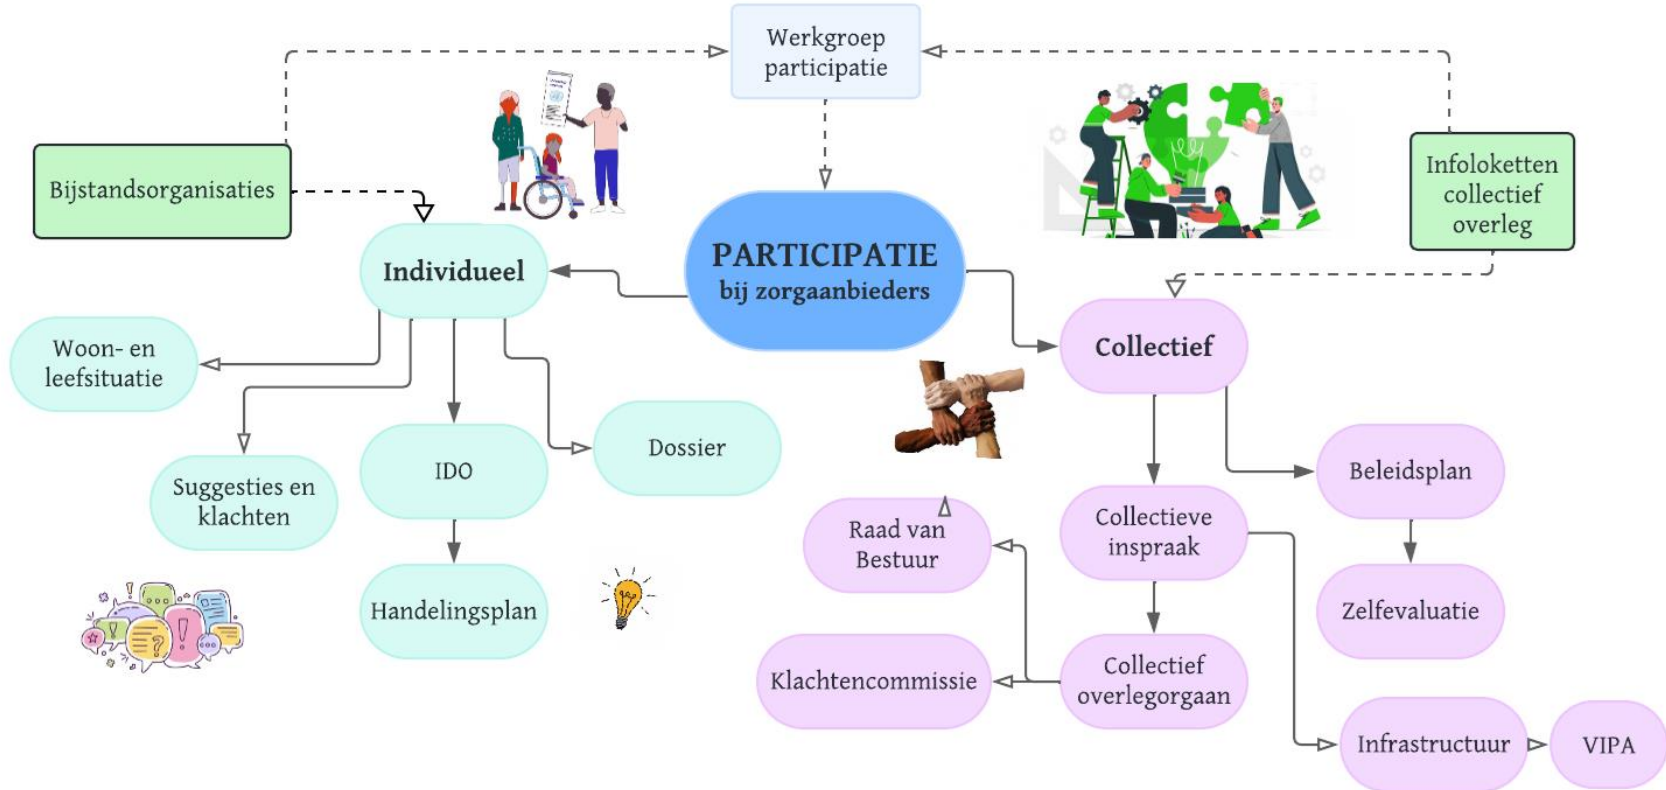 Werkgroep
participatie
Bijstandsorganisaties
Infoloketten
collectief
overleg
PARTICIPATIE
bij zorgaanbieders
Individueel
Collectief
Woon- en
leefsituatie
Suggesties en
klachten
IDO
Dossier
Handelingsplan
Raad van
Bestuur
Collectieve
inspraak
Beleidsplan
Zelfevaluatie
Klachtencommissie
Collectief
overlegorgaan
Infrastructuur
VIPA